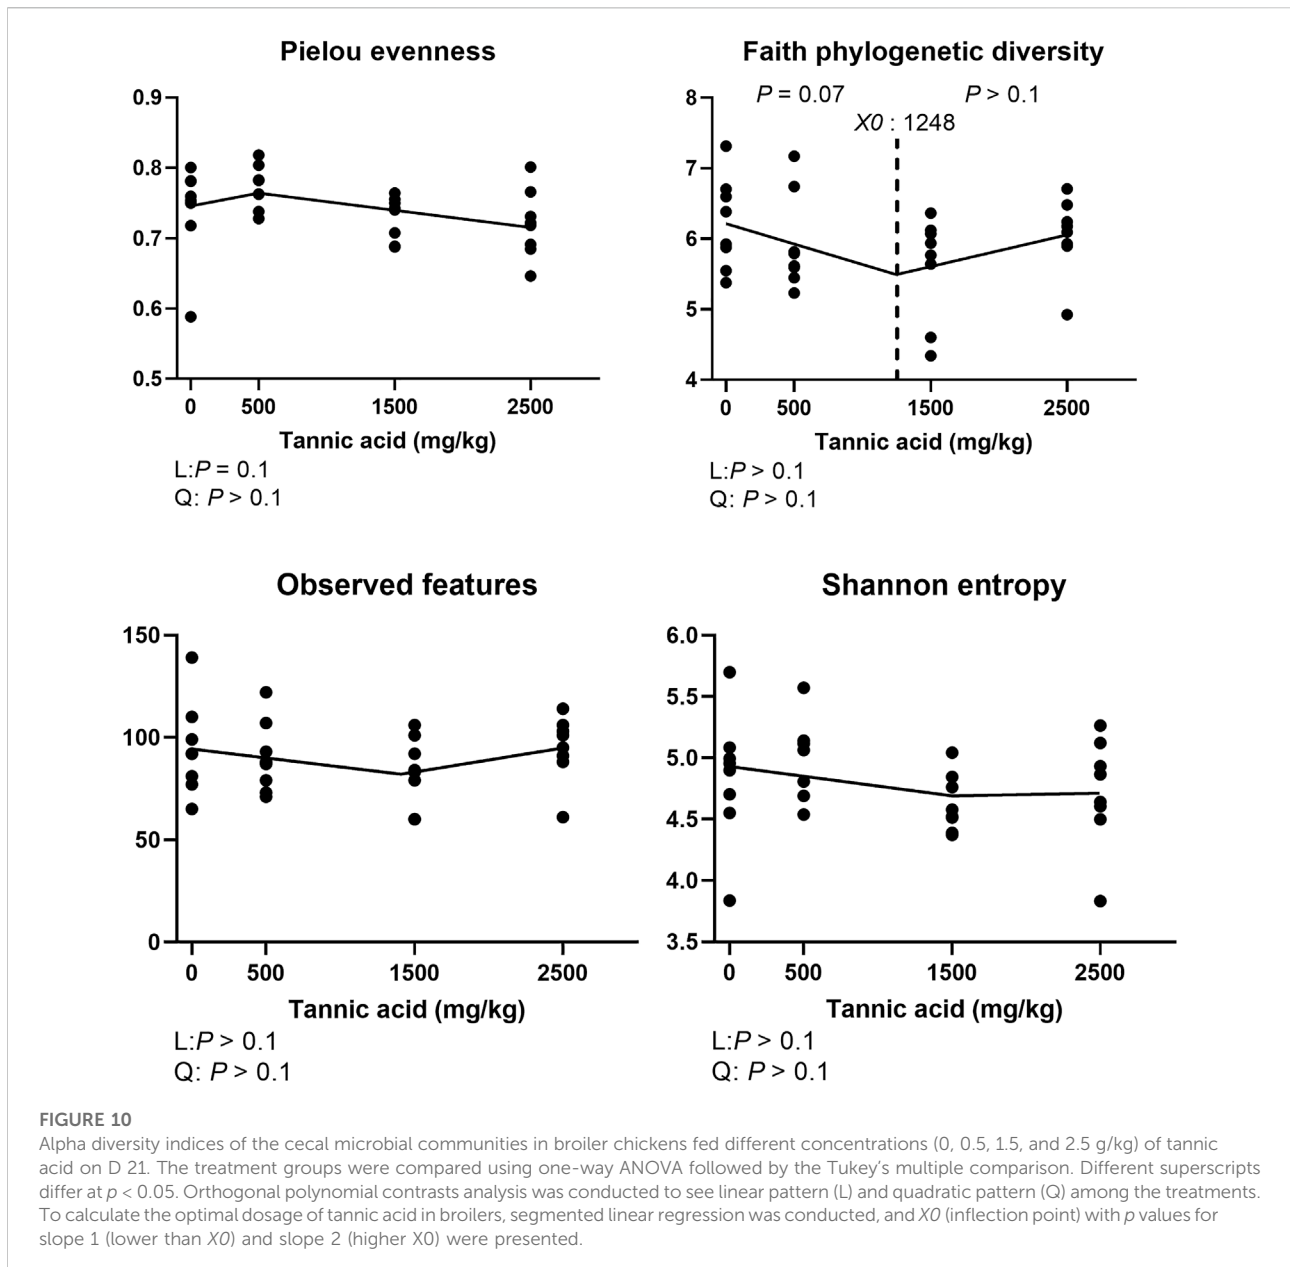 Pielou evenness
0.9
0.8
0.7
0.6
0.5
0 500 1500 2500
Tannic acid (mg/kg)
L:P = 0.1
Q: P > 0.1
Faith phylogenetic diversity
P = 0.07 P > 0.1
X0 : 1248
8
7
6
5
4
0 500 1500 2500
Tannic acid (mg/kg)
L:P > 0.1
Q: P > 0.1
Observed features
150
100
50
0
0 500 1500 2500
Tannic acid (mg/kg)
L:P > 0.1
Q: P > 0.1
Shannon entropy
6.0
5.5
5.0
4.5
4.0
3.5
0 500 1500 2500
Tannic acid (mg/kg)
L:P > 0.1
Q: P > 0.1
FIGURE 10
Alpha diversity indices of the cecal microbial communities in broiler chickens fed different concentrations (0, 0.5, 1.5, and 2.5 g/kg) of tannic
acid on D 21. The treatment groups were compared using one-way ANOVA followed by the Tukey's multiple comparison. Different superscripts
differ at p < 0.05. Orthogonal polynomial contrasts analysis was conducted to see linear pattern (L) and quadratic pattern (Q) among the treatments.
To calculate the optimal dosage of tannic acid in broilers, segmented linear regression was conducted, and X0 (inflection point) with p values for
slope 1 (lower than X0) and slope 2 (higher X0) were presented.